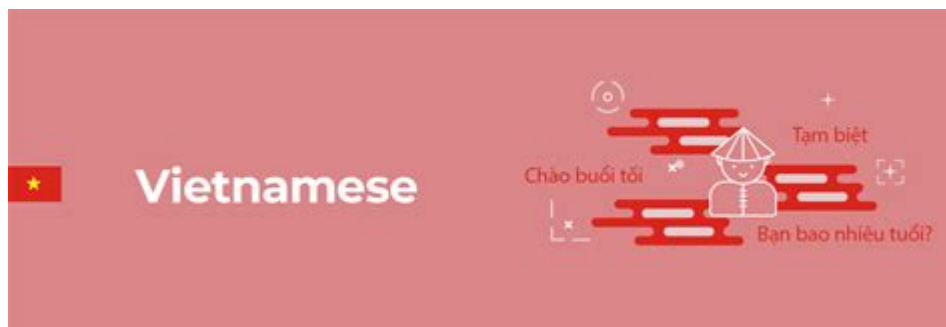 Vietnamese
Tạm biệt
Chào buổi tối
Bạn bao nhiêu tuổi?